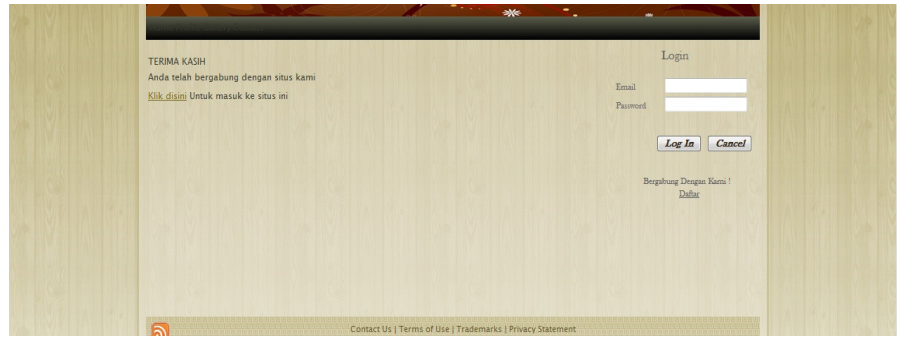 TERIMA KASIH
Anda telah bergabung dengan situs kami
Klik disini Untuk masuk ke situs ini
Login
Email
Password
Log In Cancel
Bergabung Dengan Kami !
Daftar
Contact Us | Terms of Use | Trademarks | Privacy Statement